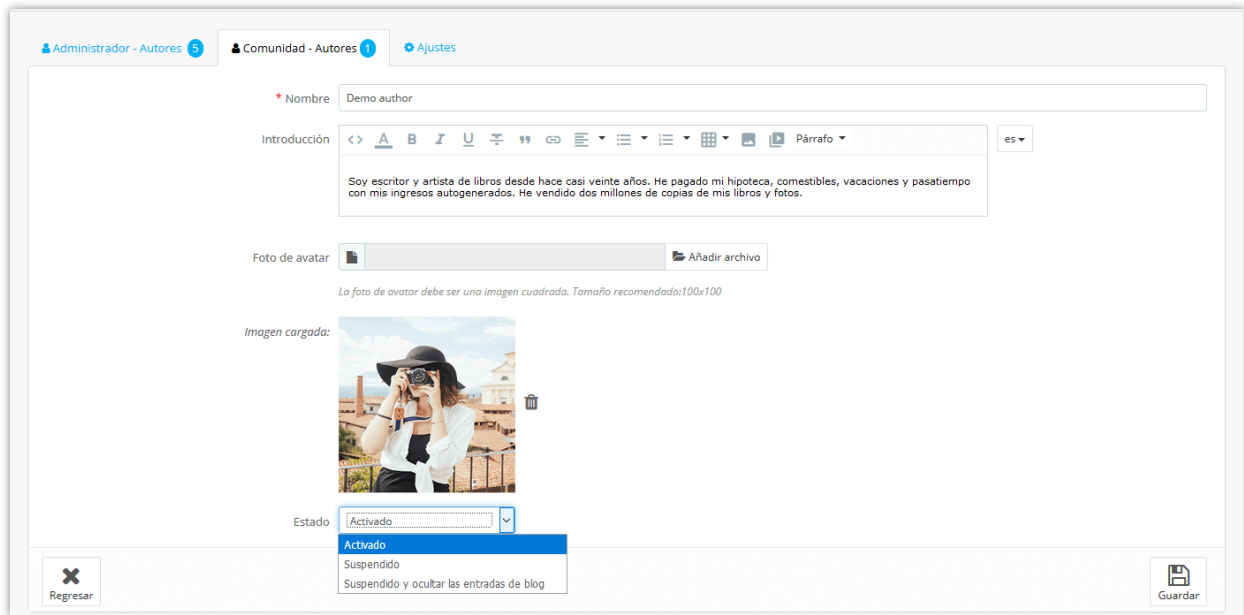 Administrador - Autores 5
Comunidad - Autores 1
Ajustes
* Nombre
Demo author
Introducción
Párrafo
es
Soy escritor y artista de libros desde hace casi veinte años. He pagado mi hipoteca, comestibles, vacaciones y pasatiempo
con mis ingresos autogenerados. He vendido dos millones de copias de mis libros y fotos.
Foto de avatar
Añadir archivo
La foto de avatar debe ser una imagen cuadrada. Tamaño recomendado:100x100
Imagen cargada:
Estado
Activado
Activado
Suspendido
Suspendido y ocultar las entradas de blog
Regresar
Guardar